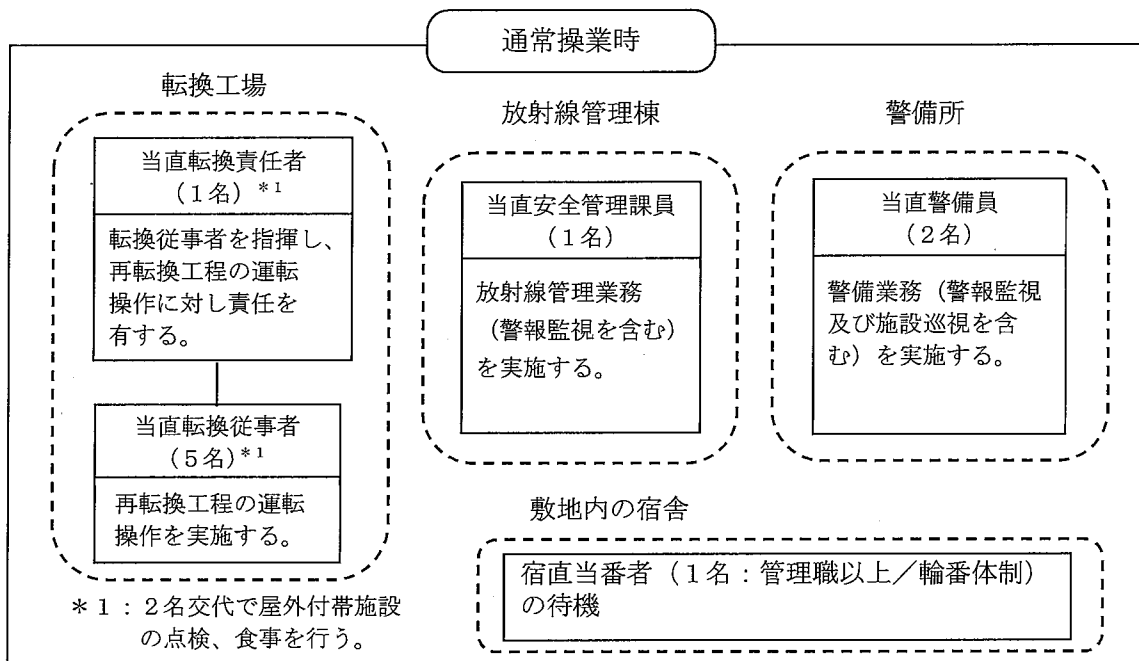 通常操業時
転換工場
当直転換責任者
(1名) *1
転換従事者を指揮し、
再転換工程の運転
操作に対し責任を
有する。
当直転換従事者
(5名)*1
再転換工程の運転
操作を実施する。
*1:2名交代で屋外付帯施設
の点検、食事を行う。
放射線管理棟
当直安全管理課員
(1名)
放射線管理業務
(警報監視を含む)
を実施する。
警備所
当直警備員
(2名)
警備業務(警報監視
及び施設巡視を含
む)を実施する。
敷地内の宿舎
宿直当番者(1名:管理職以上/輪番体制)
の待機